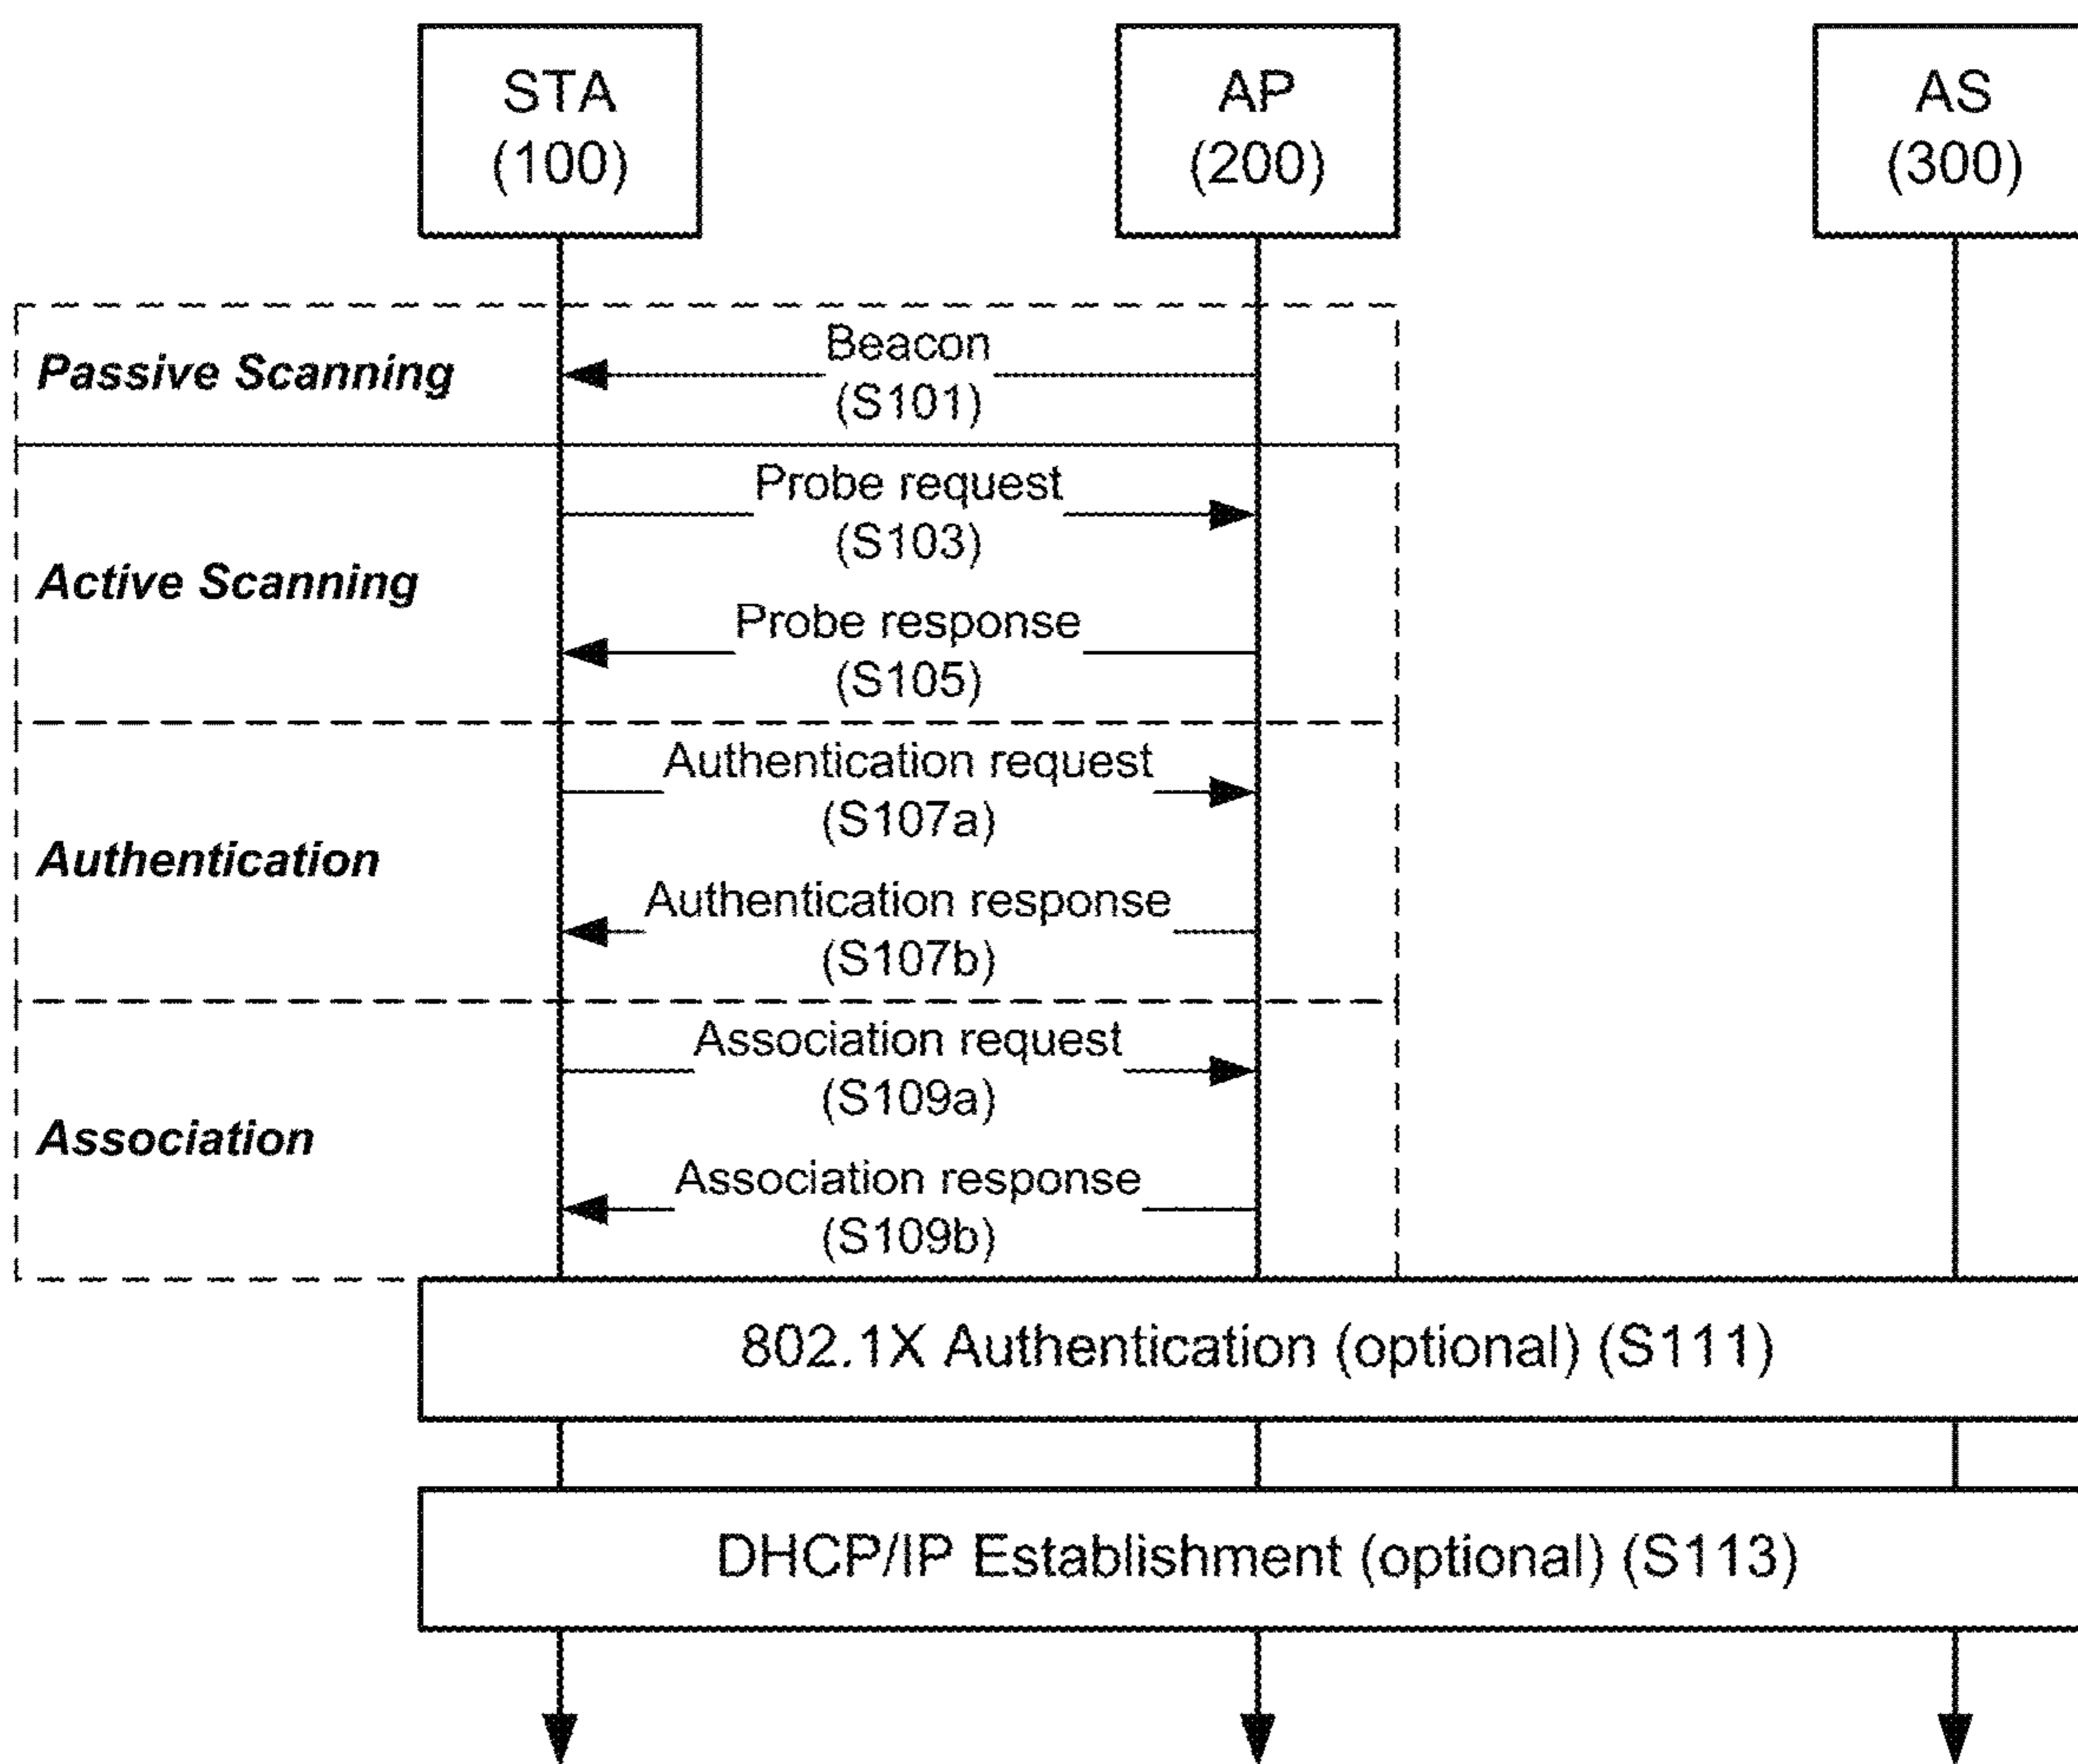 STA
(100)
AP
(200)
AS
(300)
Passive Scanning
Beacon
(S101)
Active Scanning
Probe request
(S103)
Probe response
(S105)
Authentication
Authentication request
(S107a)
Authentication response
(S107b)
Association
Association request
(S109a)
Association response
(S109b)
802.1X Authentication (optional) (S111)
DHCP/IP Establishment (optional) (S113)